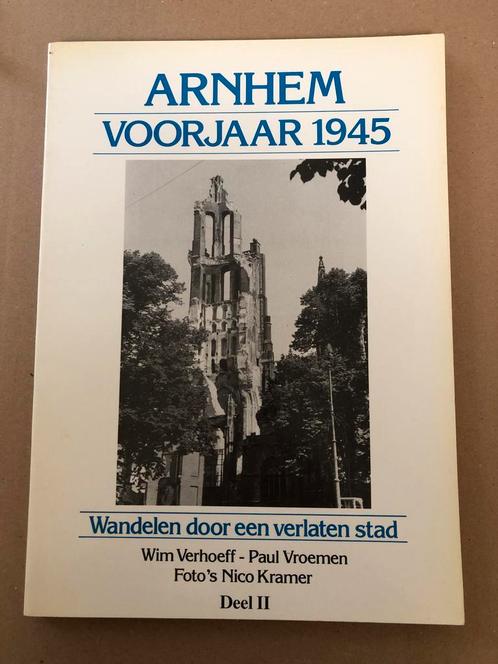 ARNHEM
VOORJAAR 1945
Wandelen door een verlaten stad
Wim Verhoeff - Paul Vroemen
Foto's Nico Kramer
Deel II